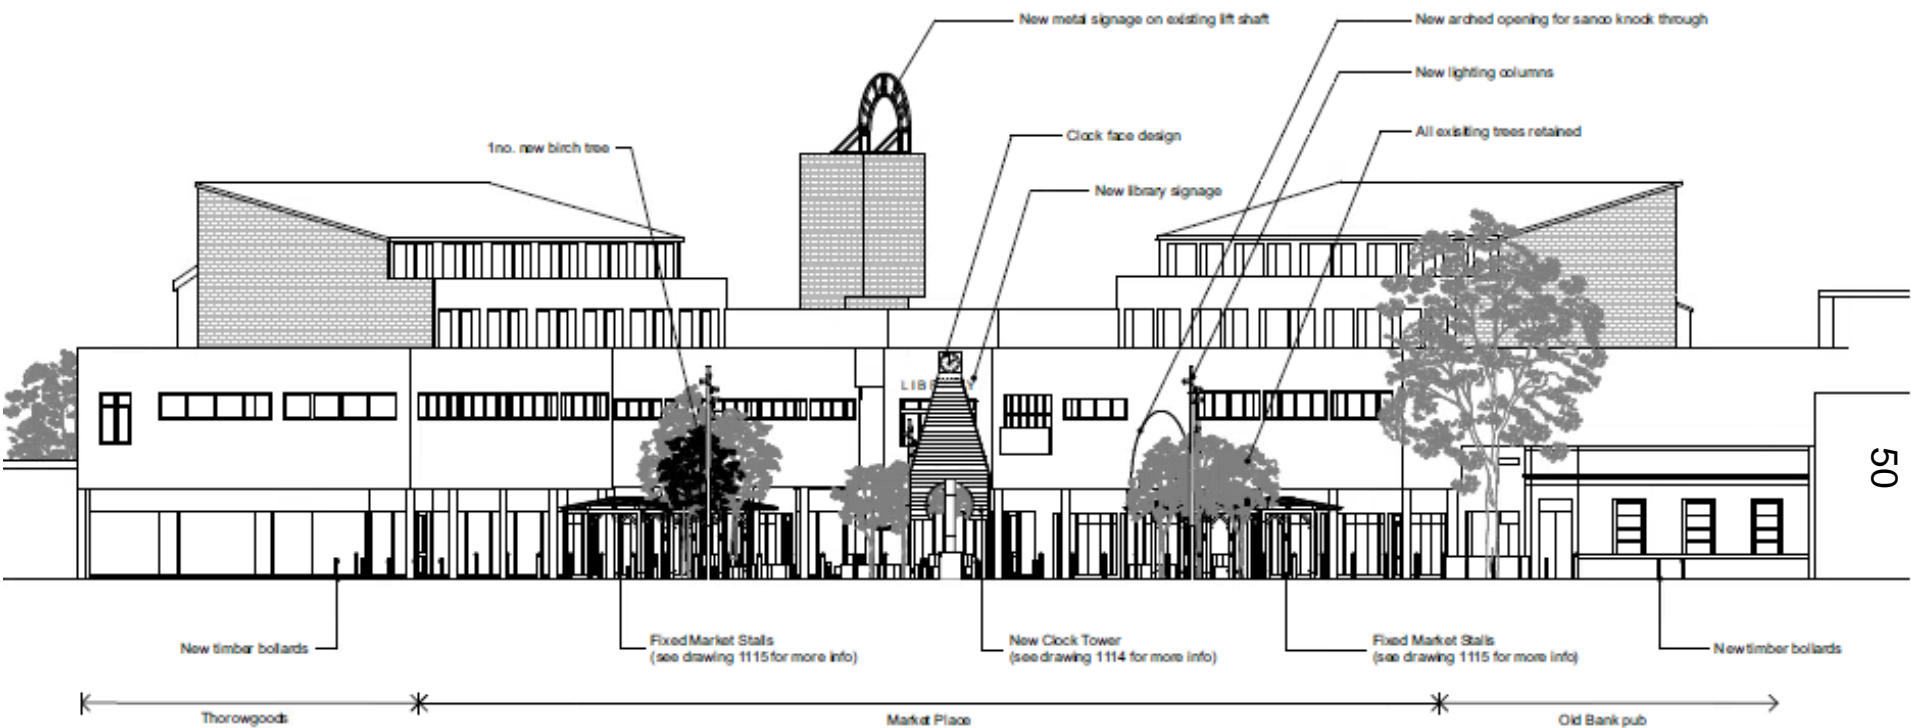 New metal signage on existing lift shaft
New arched opening for sanco knock through
New lighting columns
Clock face design
All exisiting trees retained
1no. new birch tree
New library signage
LIB Y
50
New timber bollards
Fixed Market Stalls
(see drawing 1115 for more info)
New Clock Tower
(see drawing 1114 for more info)
Fixed Market Stalls
(see drawing 1115 for more info)
New timber bollards
Thorowgoods
Market Place
Old Bank pub